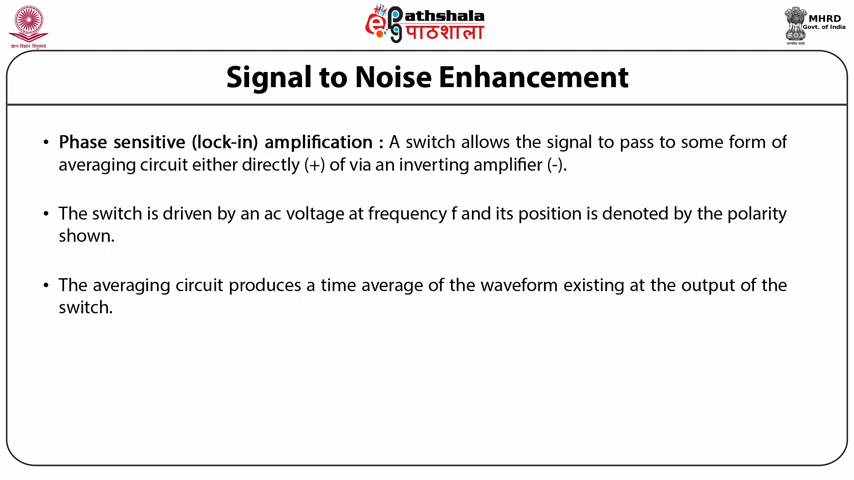 Pathshala
पाठशाला
MHRD
Govt. of India
Signal to Noise Enhancement
• Phase sensitive (lock-in) amplification : A switch allows the signal to pass to some form of
averaging circuit either directly (+) of via an inverting amplifier (-).
• The switch is driven by an ac voltage at frequency f and its position is denoted by the polarity
shown.
• The averaging circuit produces a time average of the waveform existing at the output of the
switch.